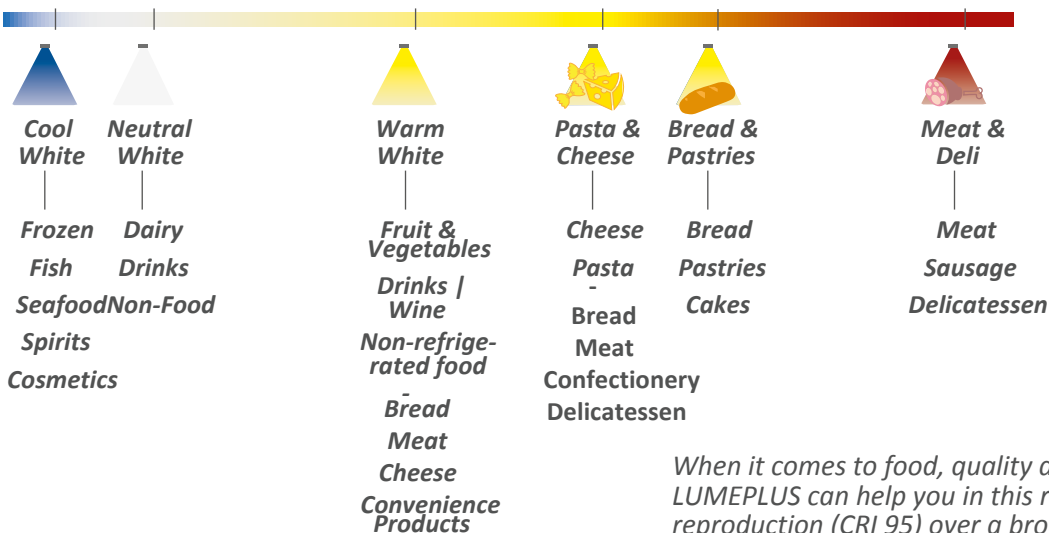 Cool
White
Frozen
Fish
Seafood
Spirits
Cosmetics
Neutral
White
Dairy
Drinks
Non-Food
Warm
White
Fruit &
Vegetables
Drinks |
Wine
Non-refrige-
rated food
-
Bread
Meat
Cheese
Convenience
Products
Pasta &
Cheese
Cheese
Pasta
-
Bread
Meat
Confectionery
Delicatessen
Bread &
Pastries
Bread
Pastries
Cakes
Meat &
Deli
Meat
Sausage
Delicatessen
When it comes to food, quality
LUMEPLUS can help you in this
reproduction (CRI 95) over a